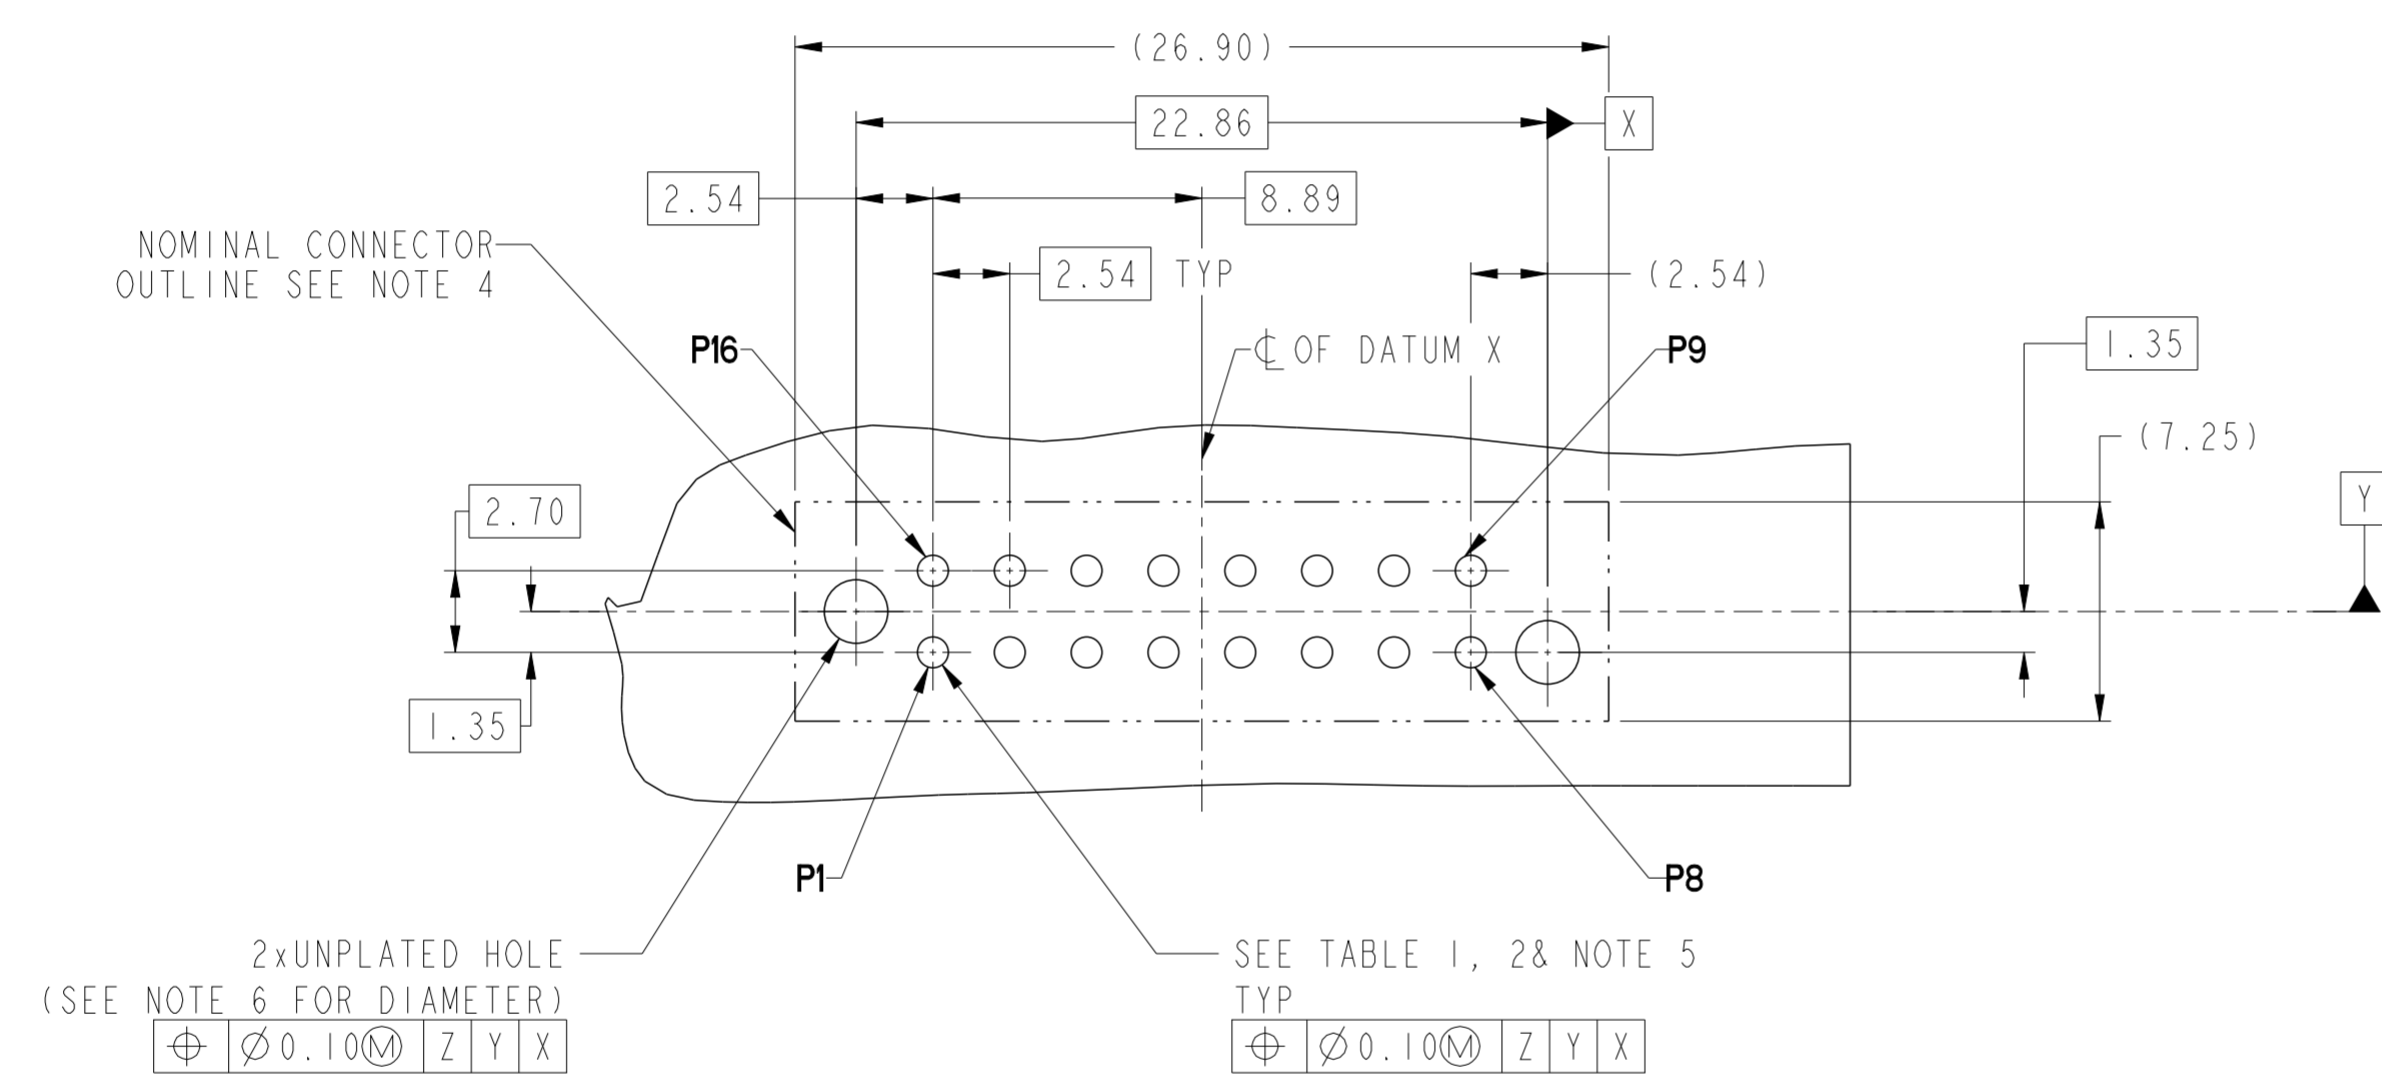 (26.90)
22.86
X
2.54
8.89
NOMINAL CONNECTOR
OUTLINE SEE NOTE 4
2.54 TYP
(2.54)
P16
℄ OF DATUM X
P9
1.35
(7.25)
2.70
Y
1.35
P1
P8
2xUNPLATED HOLE
(SEE NOTE 6 FOR DIAMETER)
⌖ ⌀0.10Ⓜ Z Y X
SEE TABLE 1, 2& NOTE 5
TYP
⌖ ⌀0.10Ⓜ Z Y X